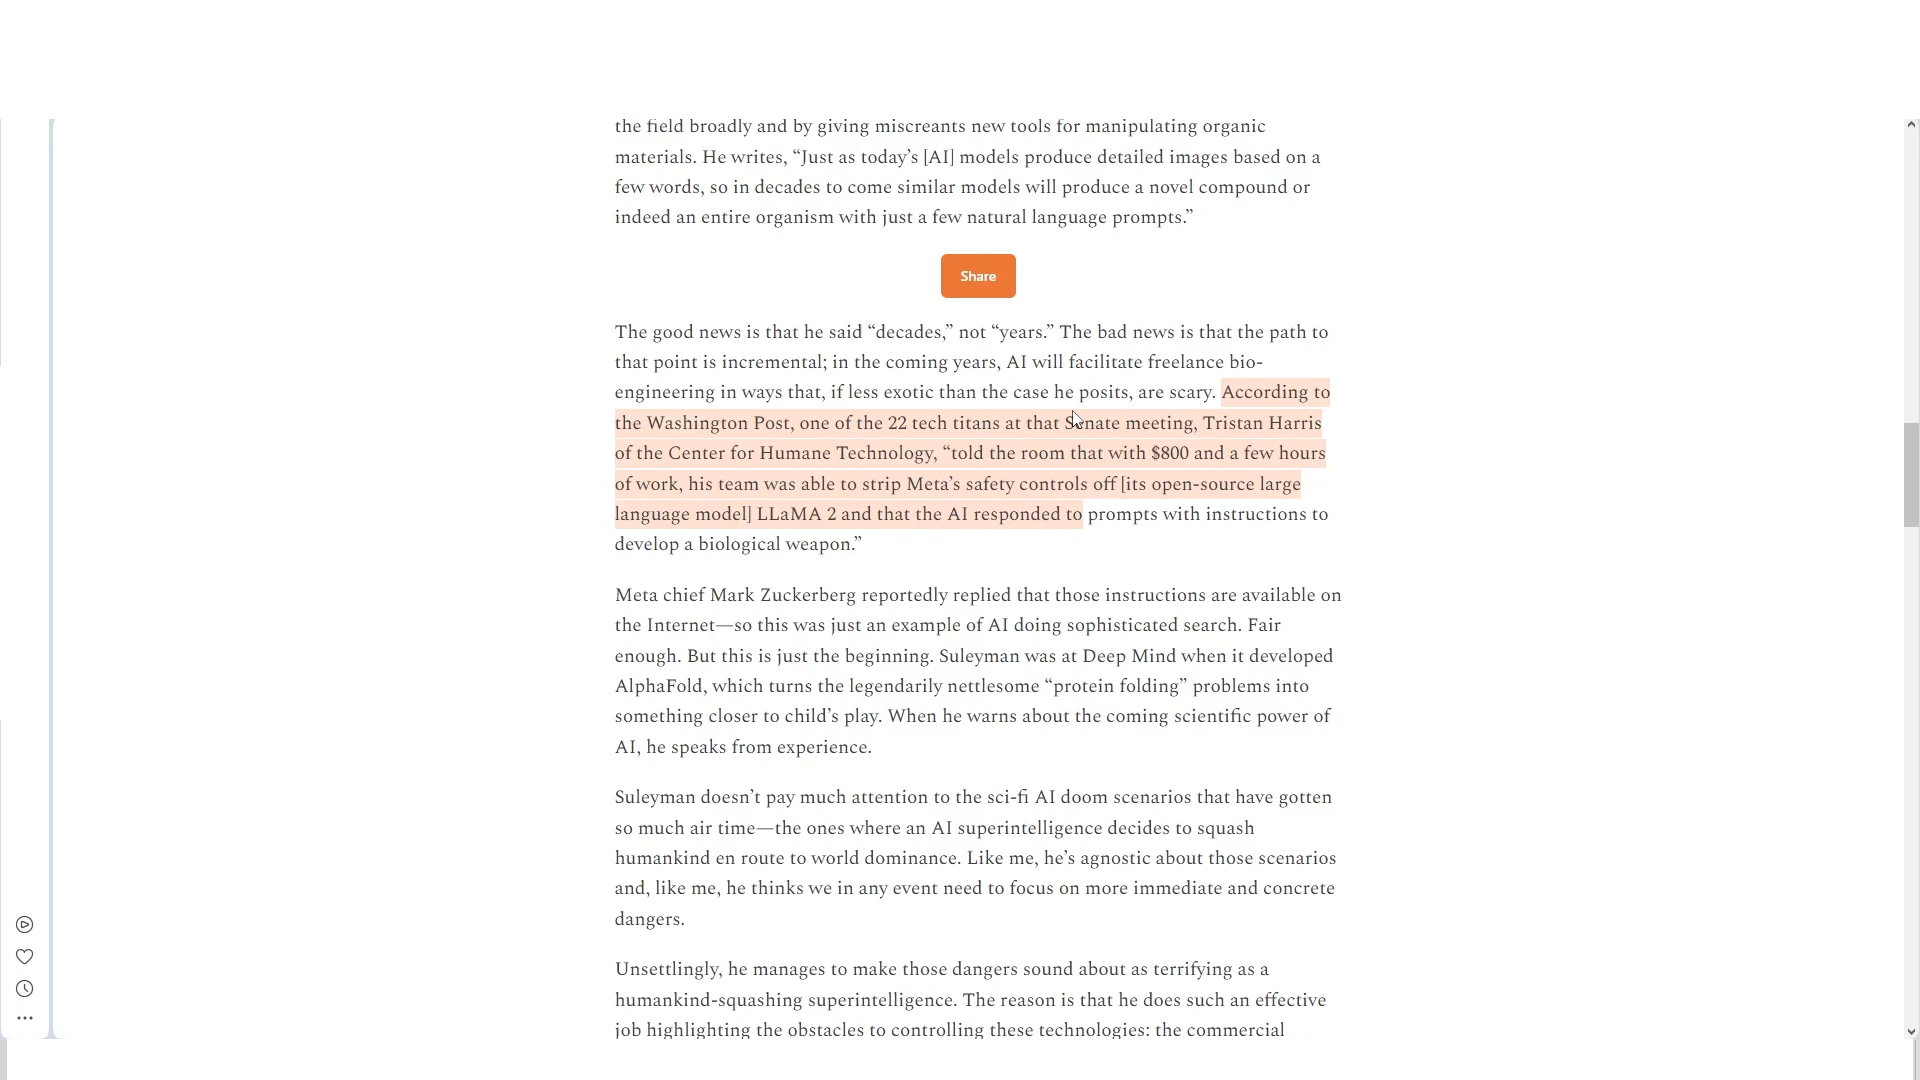 the field broadly and by giving miscreants new tools for manipulating organic
materials. He writes, “Just as today’s [AI] models produce detailed images based on a
few words, so in decades to come similar models will produce a novel compound or
indeed an entire organism with just a few natural language prompts.”
Share
The good news is that he said “decades,” not “years.” The bad news is that the path to
that point is incremental; in the coming years, AI will facilitate freelance bio-
engineering in ways that, if less exotic than the case he posits, are scary. According to
the Washington Post, one of the 22 tech titans at that Senate meeting, Tristan Harris
of the Center for Humane Technology, “told the room that with $800 and a few hours
of work, his team was able to strip Meta’s safety controls off [its open-source large
language model] LLaMA 2 and that the AI responded to prompts with instructions to
develop a biological weapon.”
Meta chief Mark Zuckerberg reportedly replied that those instructions are available on
the Internet—so this was just an example of AI doing sophisticated search. Fair
enough. But this is just the beginning. Suleyman was at Deep Mind when it developed
AlphaFold, which turns the legendarily nettlesome “protein folding” problems into
something closer to child’s play. When he warns about the coming scientific power of
AI, he speaks from experience.
Suleyman doesn’t pay much attention to the sci-fi AI doom scenarios that have gotten
so much air time—the ones where an AI superintelligence decides to squash
humankind en route to world dominance. Like me, he’s agnostic about those scenarios
and, like me, he thinks we in any event need to focus on more immediate and concrete
dangers.
Unsettlingly, he manages to make those dangers sound about as terrifying as a
humankind-squashing superintelligence. The reason is that he does such an effective
job highlighting the obstacles to controlling these technologies: the commercial